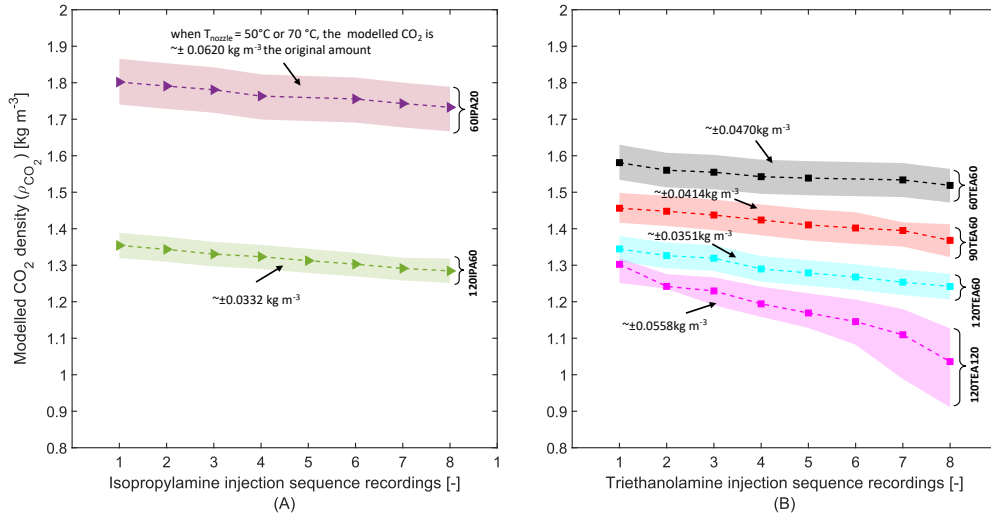 Modelled CO2 density (ρCO2) [kg m-3]
2
1.9
1.8
1.7
1.6
1.5
1.4
1.3
1.2
1.1
1
0.9
0.8
when Tnozzle = 50°C or 70 °C, the modelled CO2 is
~± 0.0620 kg m-3 the original amount
60IPA20
120IPA60
~±0.0332 kg m-3
1 2 3 4 5 6 7 8 1
Isopropylamine injection sequence recordings [-]
(A)
2
1.9
1.8
1.7
1.6
1.5
1.4
1.3
1.2
1.1
1
0.9
0.8
~±0.0470kg m-3
60TEA60
~±0.0414kg m-3
90TEA60
~±0.0351kg m-3
120TEA60
~±0.0558kg m-3
120TEA120
1 2 3 4 5 6 7 8
Triethanolamine injection sequence recordings [-]
(B)